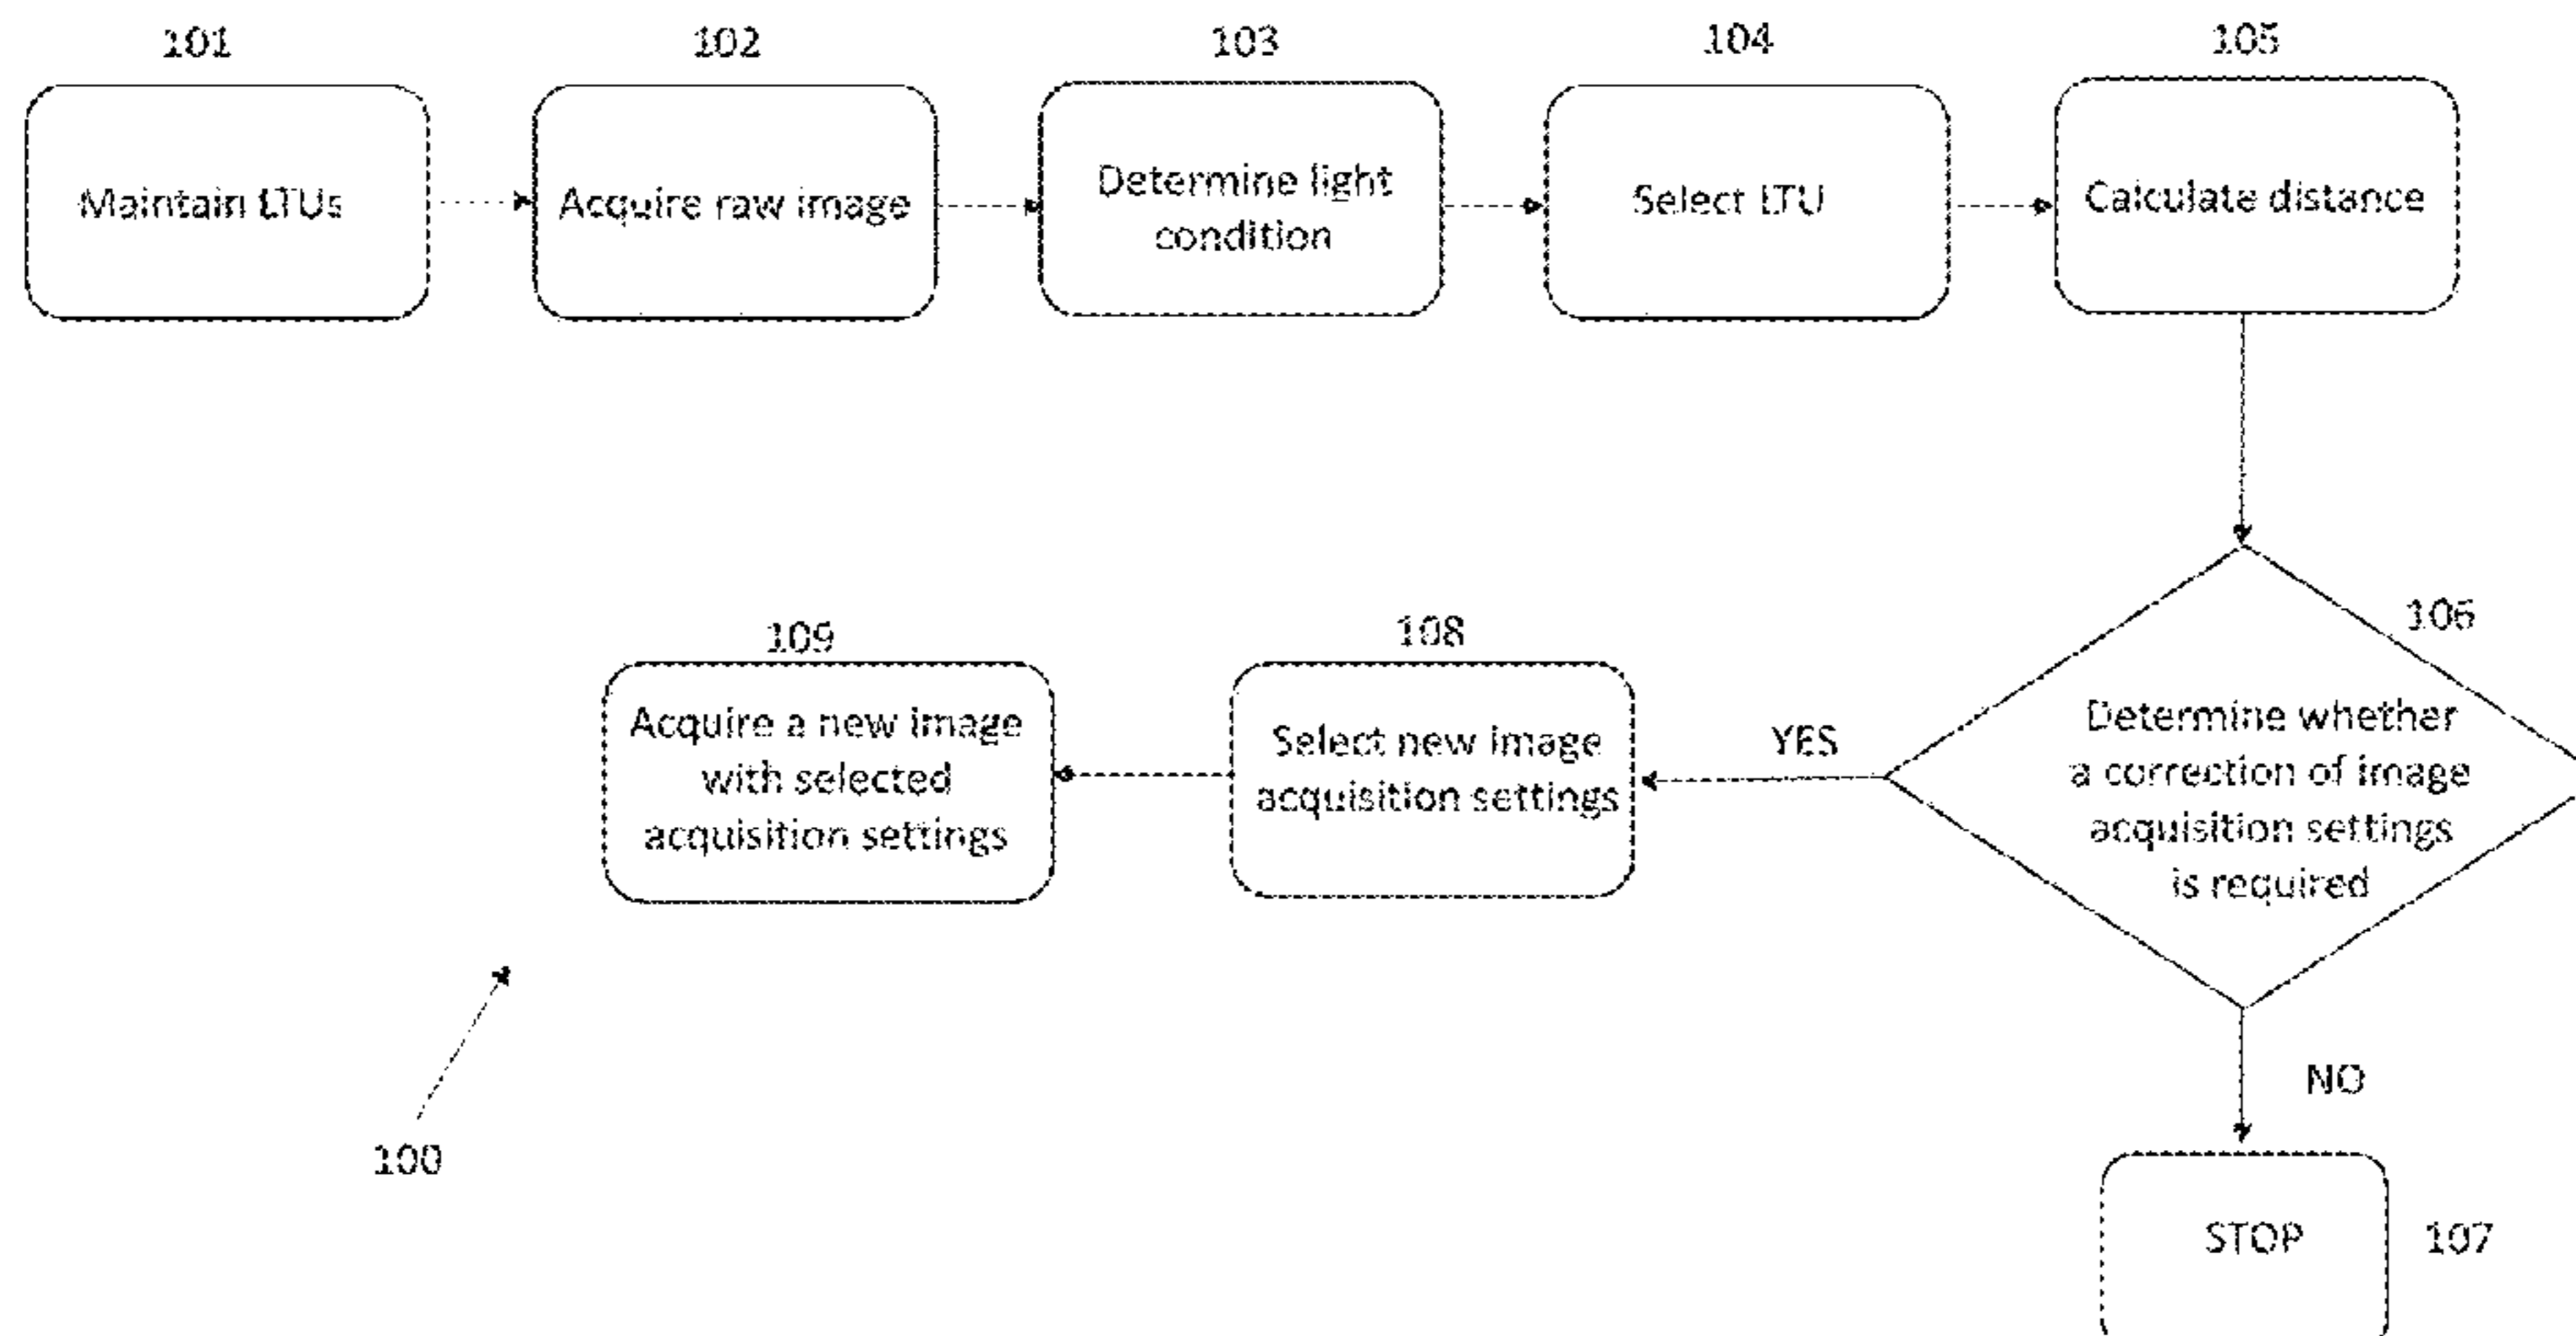 101
102
103
104
105
Maintain LTUs
Acquire raw image
Determine light
condition
Select LTU
Calculate distance
106
109
108
Acquire a new image
with selected
acquisition settings
Select new image
acquisition settings
YES
Determine whether
a correction of image
acquisition settings
is required
100
NO
STOP
107